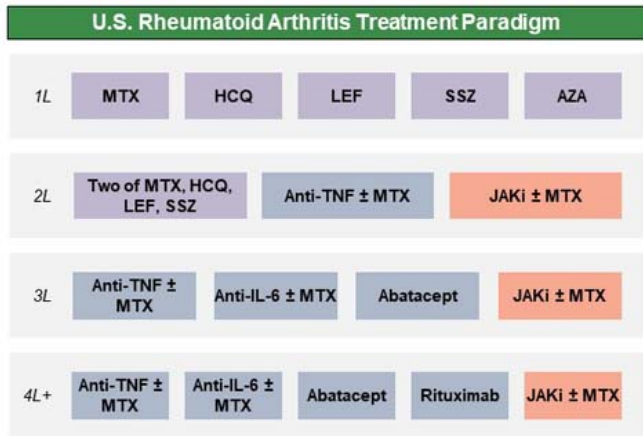 U.S. Rheumatoid Arthritis Treatment Paradigm
1L
MTX
HCQ
LEF
SSZ
AZA
2L
Two of MTX, HCQ,
LEF, SSZ
Anti-TNF ± MTX
JAKi ± MTX
3L
Anti-TNF ±
MTX
Anti-IL-6 ± MTX
Abatacept
JAKi ± MTX
4L+
Anti-TNF ±
MTX
Anti-IL-6 ±
MTX
Abatacept
Rituximab
JAKi ± MTX